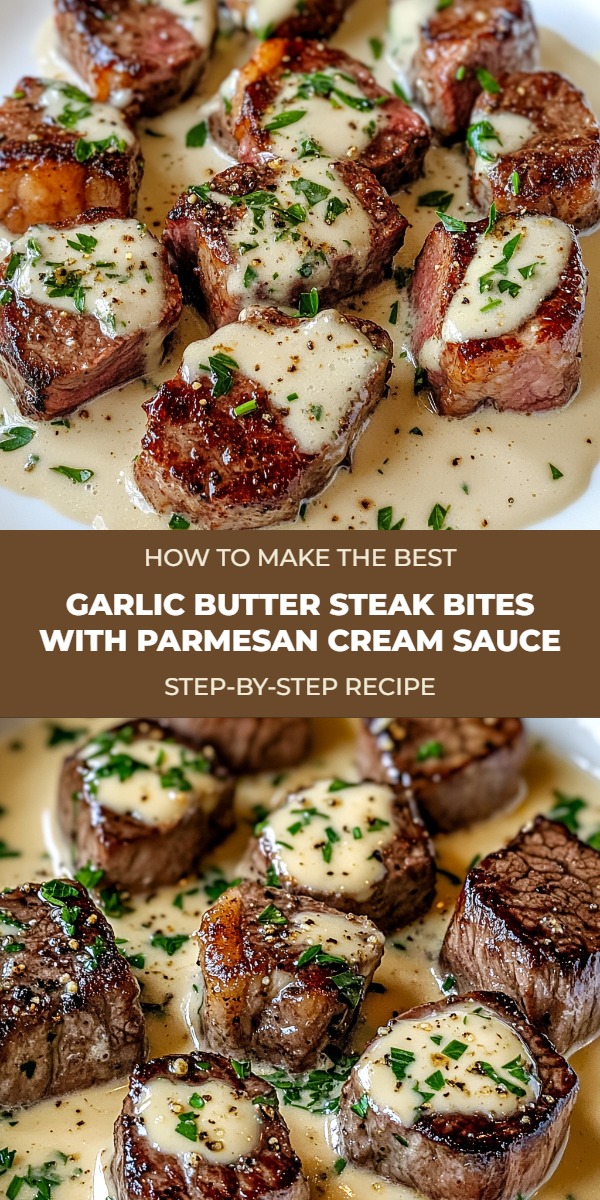 HOW TO MAKE THE BEST
GARLIC BUTTER STEAK BITES
WITH PARMESAN CREAM SAUCE
STEP-BY-STEP RECIPE